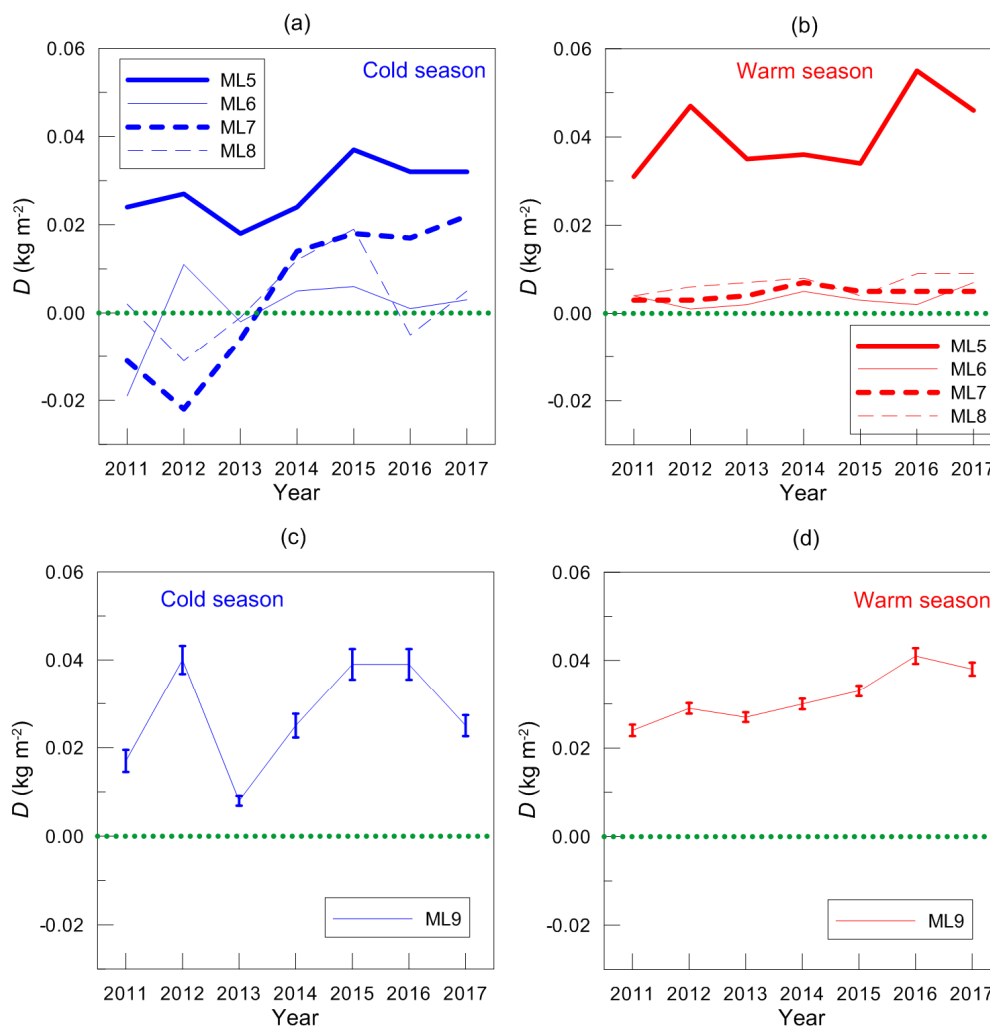 (a)
(b)
0.06
ML5
ML6
ML7
ML8
Cold season
0.04
0.02
0.00
-0.02
D (kg m-2)
2011 2012 2013 2014 2015 2016 2017
Year
0.06
Warm season
0.04
0.02
0.00
-0.02
D (kg m-2)
ML5
ML6
ML7
ML8
2011 2012 2013 2014 2015 2016 2017
Year
(c)
(d)
0.06
Cold season
0.04
0.02
0.00
-0.02
D (kg m-2)
ML9
2011 2012 2013 2014 2015 2016 2017
Year
0.06
Warm season
0.04
0.02
0.00
-0.02
D (kg m-2)
ML9
2011 2012 2013 2014 2015 2016 2017
Year